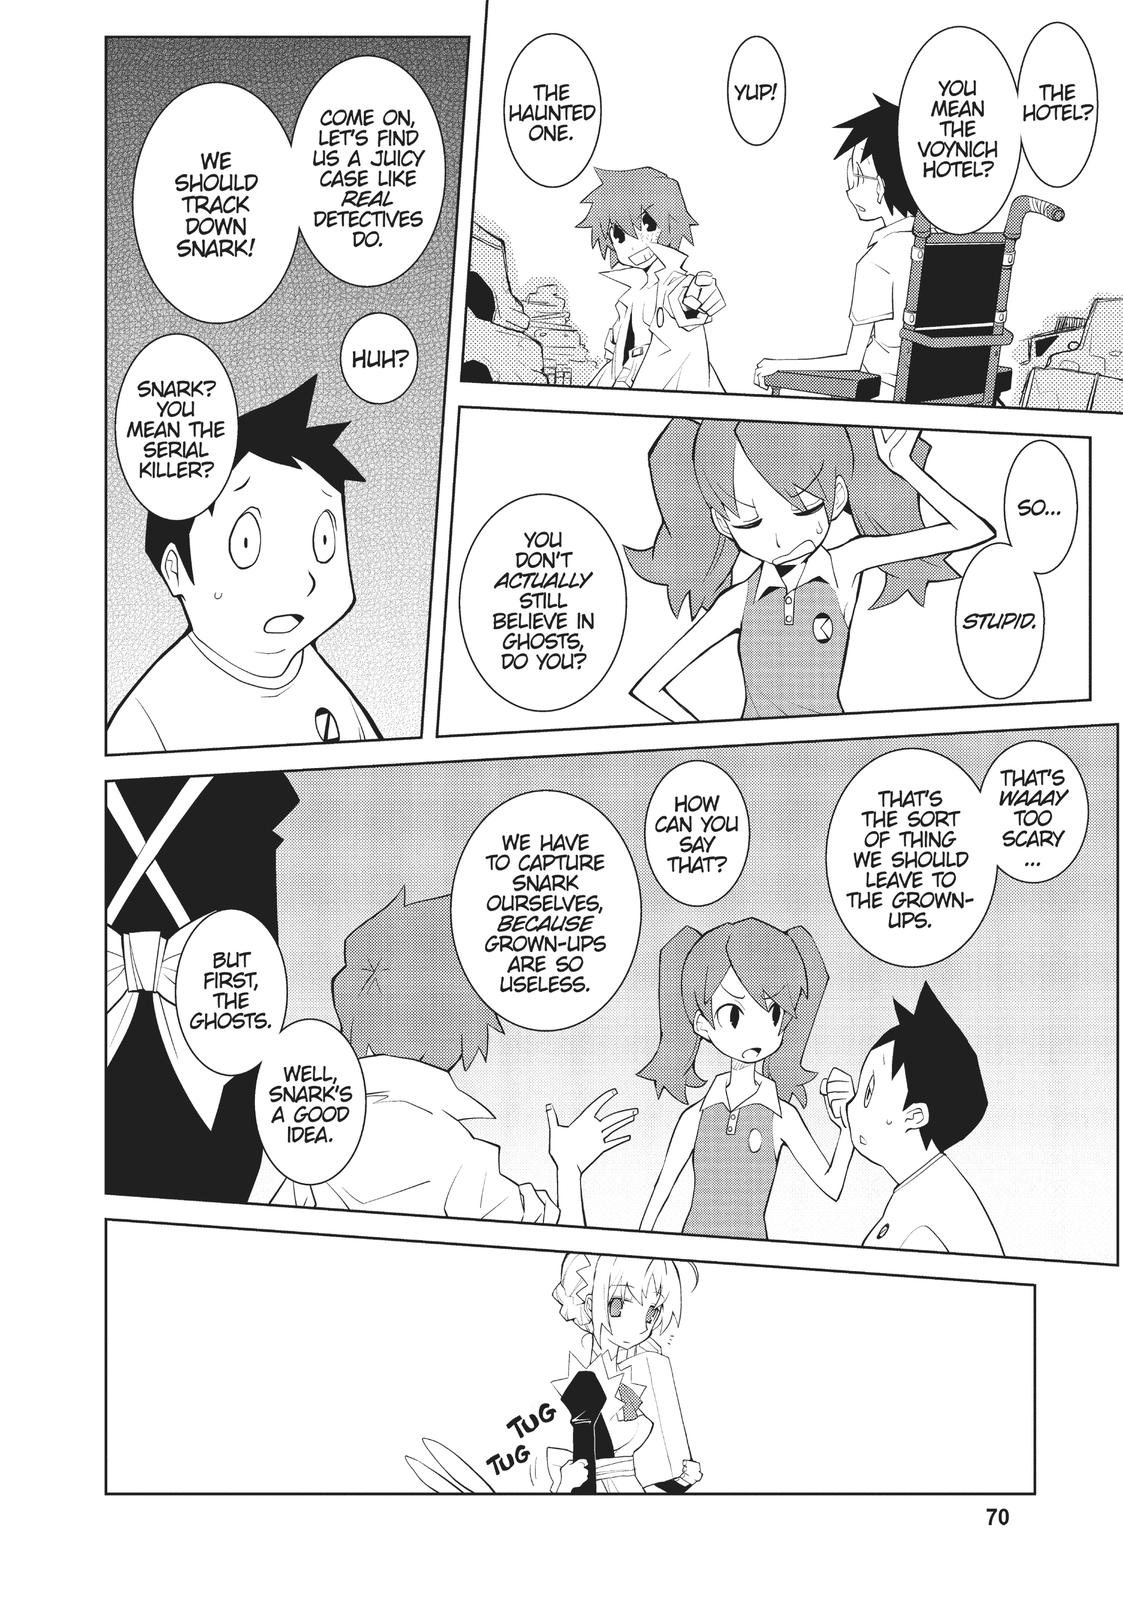 THE
HOTEL?
YOU
MEAN
THE
VOYNICH
HOTEL?
YUP!
THE
HAUNTED
ONE.
SO...
STUPID.
YOU
DON'T
ACTUALLY
STILL
BELIEVE IN
GHOSTS,
DO YOU?
COME ON,
LET'S FIND
US A JUICY
CASE LIKE
REAL
DETECTIVES
DO.
WE
SHOULD
TRACK
DOWN
SNARK!
HUH?
SNARK?
YOU
MEAN THE
SERIAL
KILLER?
THAT'S
WAAAY
TOO
SCARY
...
THAT'S
THE SORT
OF THING
WE SHOULD
LEAVE TO
THE GROWN-
UPS.
HOW
CAN YOU
SAY
THAT?
WE HAVE
TO CAPTURE
SNARK
OURSELVES,
BECAUSE
GROWN-UPS
ARE SO
USELESS.
WELL,
SNARK'S
A GOOD
IDEA.
BUT
FIRST,
THE
GHOSTS.
TUG
TUG
70